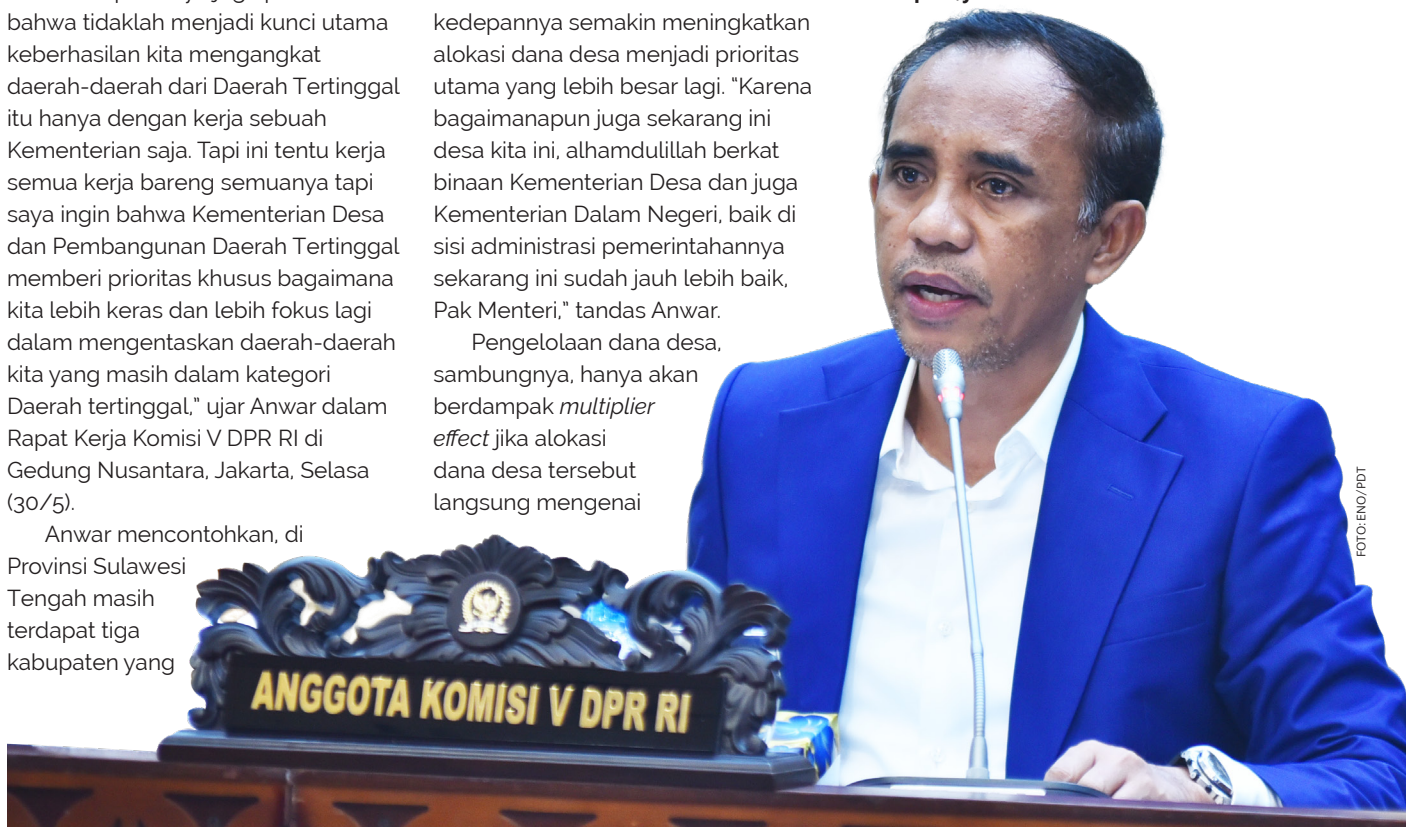 bahwa tidaklah menjadi kunci utama
keberhasilan kita mengangkat
daerah-daerah dari Daerah Tertinggal
itu hanya dengan kerja sebuah
Kementerian saja. Tapi ini tentu kerja
semua kerja bareng semuanya tapi
saya ingin bahwa Kementerian Desa
dan Pembangunan Daerah Tertinggal
memberi prioritas khusus bagaimana
kita lebih keras dan lebih fokus lagi
dalam mengentaskan daerah-daerah
kita yang masih dalam kategori
Daerah tertinggal,” ujar Anwar dalam
Rapat Kerja Komisi V DPR RI di
Gedung Nusantara, Jakarta, Selasa
(30/5).
Anwar mencontohkan, di
Provinsi Sulawesi
Tengah masih
terdapat tiga
kabupaten yang
kedepannya semakin meningkatkan
alokasi dana desa menjadi prioritas
utama yang lebih besar lagi. “Karena
bagaimanapun juga sekarang ini
desa kita ini, alhamdulillah berkat
binaan Kementerian Desa dan juga
Kementerian Dalam Negeri, baik di
sisi administrasi pemerintahannya
sekarang ini sudah jauh lebih baik,
Pak Menteri,” tandas Anwar.
Pengelolaan dana desa,
sambungnya, hanya akan
berdampak multiplier
effect jika alokasi
dana desa tersebut
langsung mengenai
FOTO: ENO/PDT
ANGGOTA KOMISI V DPR RI